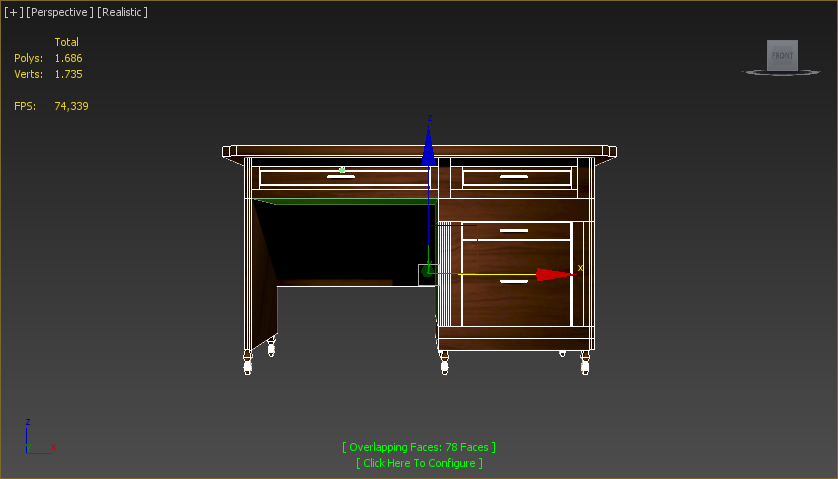 [+] [Perspective] [Realistic]
Total
Polys: 1.686
Verts: 1.735
FPS: 74,339
FRONT
z
x
z
x
[ Overlapping Faces: 78 Faces ]
[ Click Here To Configure ]